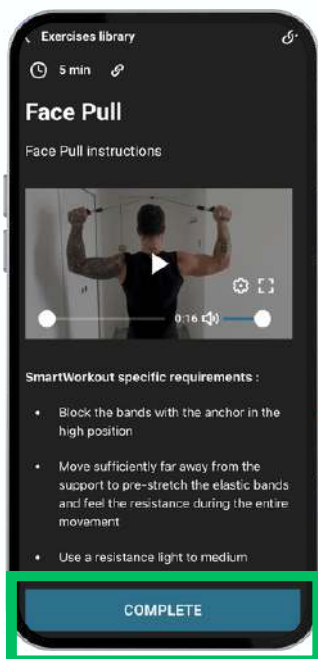 Exercises library
5 min
Face Pull
Face Pull instructions
0:16
SmartWorkout specific requirements :
• Block the bands with the anchor in the
high position
• Move sufficiently far away from the
support to pre-stretch the elastic bands
and feel the resistance during the entire
movement
• Use a resistance light to medium
COMPLETE